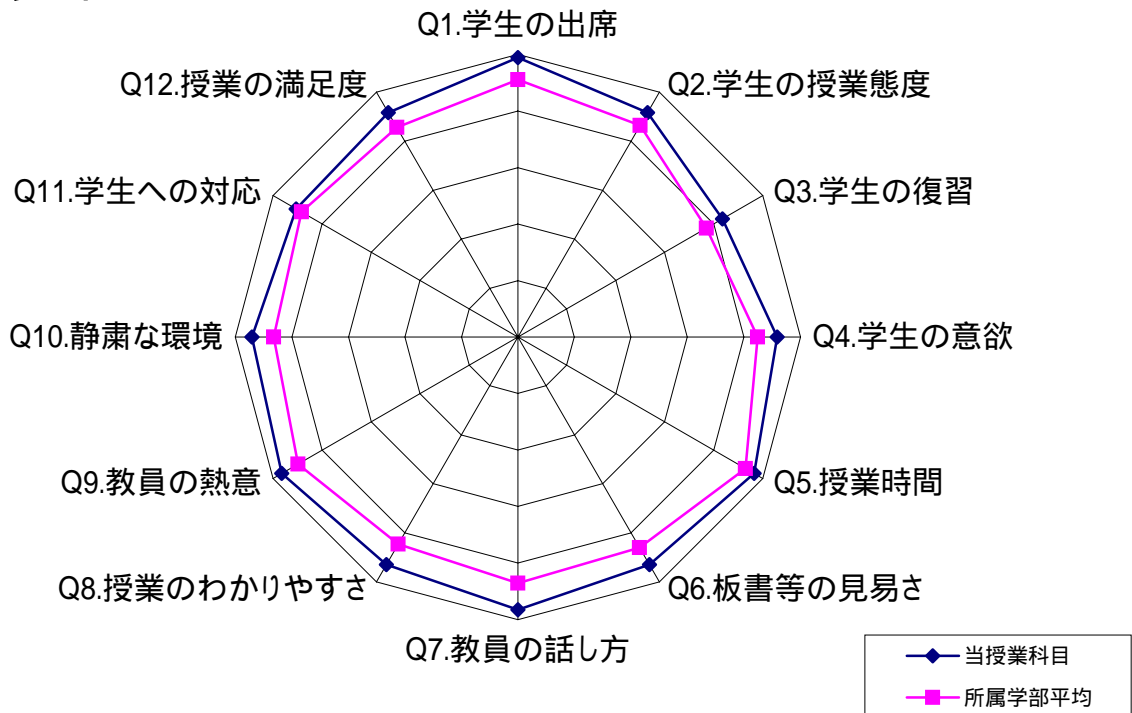 Q1.学生の出席
Q2.学生の授業態度
Q3.学生の復習
Q4.学生の意欲
Q5.授業時間
Q6.板書等の見易さ
Q7.教員の話し方
Q8.授業のわかりやすさ
Q9.教員の熱意
Q10.静粛な環境
Q11.学生への対応
Q12.授業の満足度
当授業科目
所属学部平均